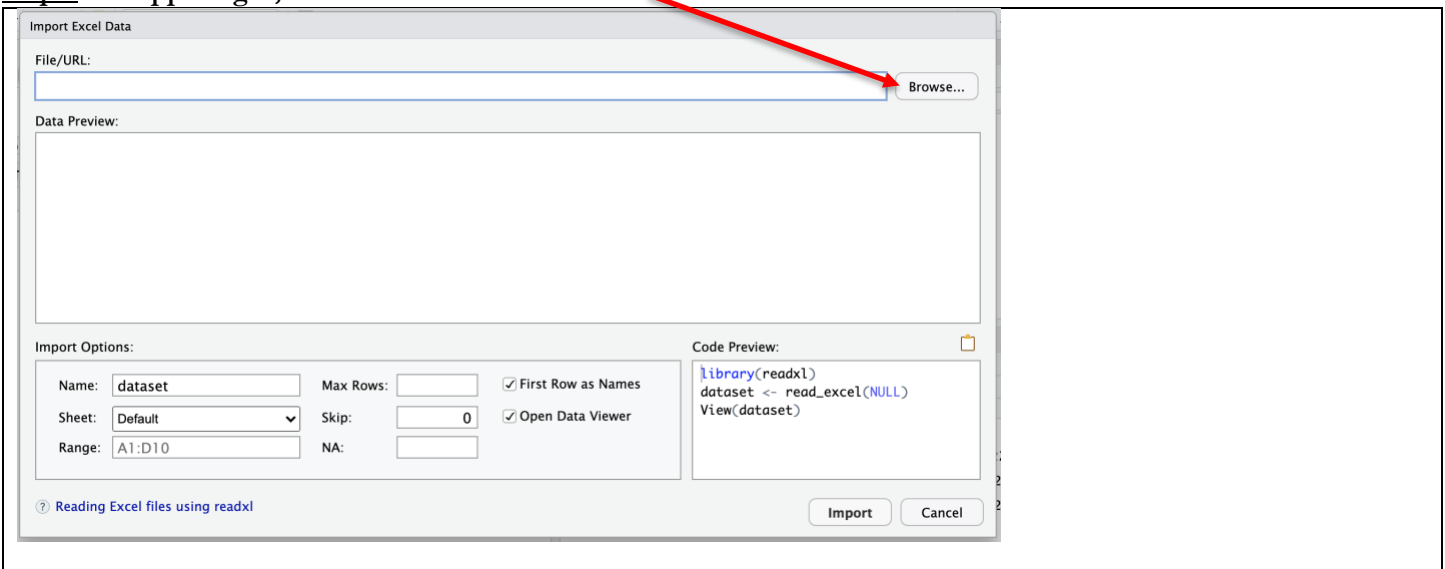 Import Excel Data
File/URL:
Browse...
Data Preview:
Import Options:
Name: dataset
Max Rows:
First Row as Names
Sheet: Default
Skip: 0
Open Data Viewer
Range: A1:D10
NA:
Code Preview:
library(readxl)
dataset <- read_excel(NULL)
View(dataset)
? Reading Excel files using readxl
Import
Cancel